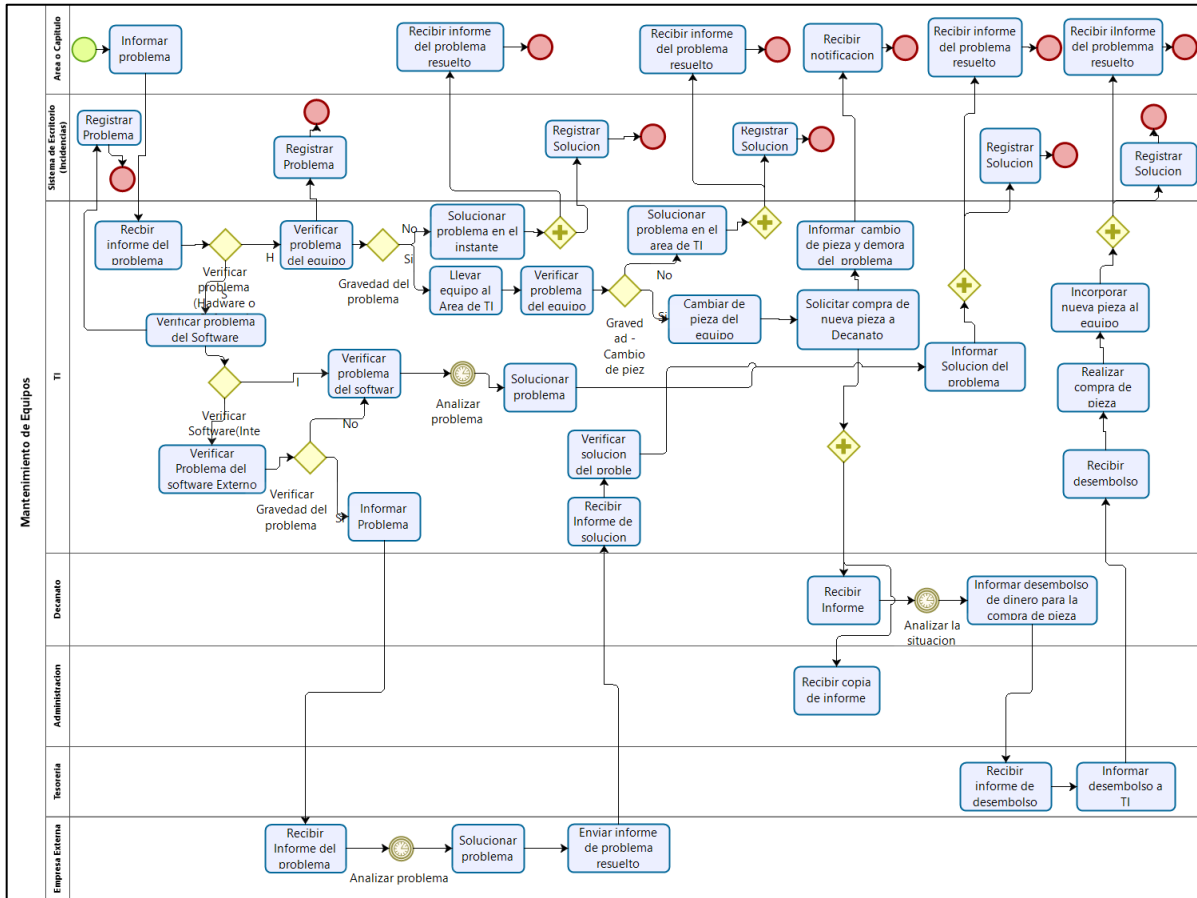 Mantenimiento de Equipos
Area o Capitulo
Informar
problema
Recibir informe
del problema
resuelto
Recibir informe
del problema
resuelto
Recibir
notificacion
Recibir informe
del problema
resuelto
Recibir iInforme
del problemma
resuelto
Sistema de Escritorio
(Incidencias)
Registrar
Problema
Registrar
Problema
Registrar
Solucion
Registrar
Solucion
Registrar
Solucion
Registrar
Solucion
TI
Recbir
informe del
problema
Verificar
problema
(Hadware o
S
H
Verificar
problema
del equipo
Gravedad del
problema
No
Si
Solucionar
problema en el
instante
Llevar
equipo al
Area de TI
Verificar
problema
del equipo
Solucionar
problema en el
area de TI
No
Si
Graved
ad -
Cambio
de piez
Cambiar de
pieza del
equipo
Informar cambio
de pieza y demora
del problema
Solicitar compra de
nueva pieza a
Decanato
Incorporar
nueva pieza al
equipo
Verificar problema
del Software
Verificar
Software(Inte
I
Verificar
problema
del softwar
Analizar
problema
Solucionar
problema
Informar
Solucion del
problema
Realizar
compra de
pieza
No
Verificar
Problema del
software Externo
Verificar
Gravedad del
problema
Si
Informar
Problema
Verificar
solucion
del proble
Recibir
Informe de
solucion
Recibir
desembolso
Decanato
Recibir
Informe
Analizar la
situacion
Informar desembolso
de dinero para la
compra de pieza
Administracion
Recibir copia
de informe
Tesoreria
Recibir
informe de
desembolso
Informar
desembolso a
TI
Empresa Externa
Recibir
Informe del
problema
Analizar problema
Solucionar
problema
Enviar informe
de problema
resuelto